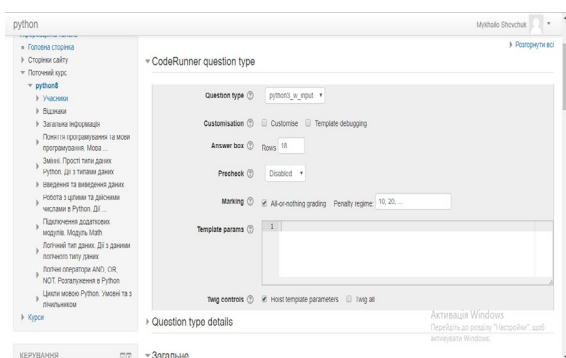 python
Mykhailo Shevchuk
Головна сторінка
Сторінки сайту
Поточний курс
python8
Учасники
Відзнаки
Загальна інформація
Поняття програмування та мови
програмування. Мова ...
Змінні. Прості типи даних
Python. Дії з типами даних
Введення та виведення даних
Робота з цілими та дійсними
числами в Python. Дії ...
Підключення додаткових
модулів. Модуль Math
Логічний тип даних. Дії з даними
логічного типу даних
Логічні оператори AND, OR,
NOT. Розгалуження в Python
Цикли мовою Python. Умовні та з
лічильником
Курси
КЕРУВАННЯ
Розгорнути всі
CodeRunner question type
Question type python3_w_input
Customisation Customise Template debugging
Answer box Rows 18
Precheck Disabled
Marking All-or-nothing grading Penalty regime: 10, 20, ...
Template params 1
Twig controls Hoist template parameters Twig all
Question type details
Загальне
Активація Windows
Перейдіть до розділу "Настройки", щоб
активувати Windows.